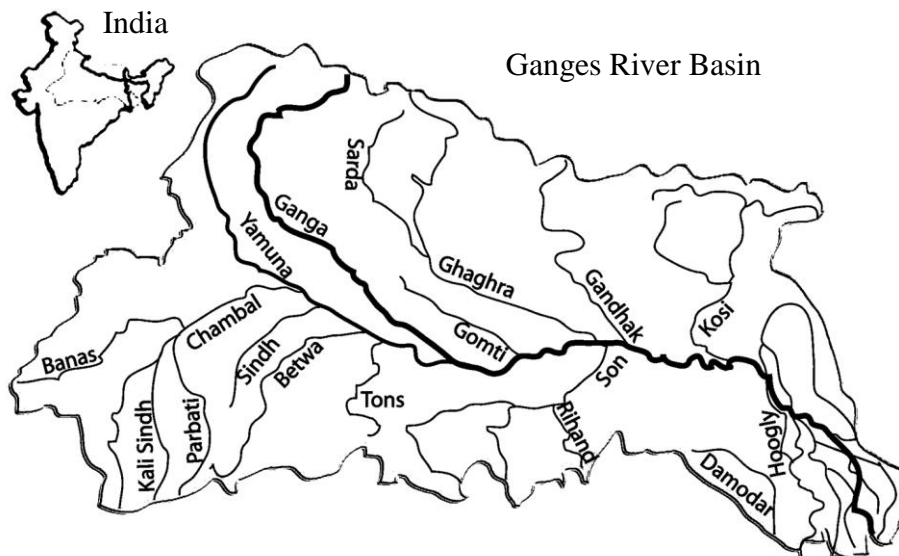 India
Ganges River Basin
Sarda
Ganga
Yamuna
Ghaghra
Gandhak
Kosi
Chambal
Gomti
Banas
Sindh
Betwa
Son
Tons
Kali Sindh
Parbati
Rihand
Hoogly
Damodar